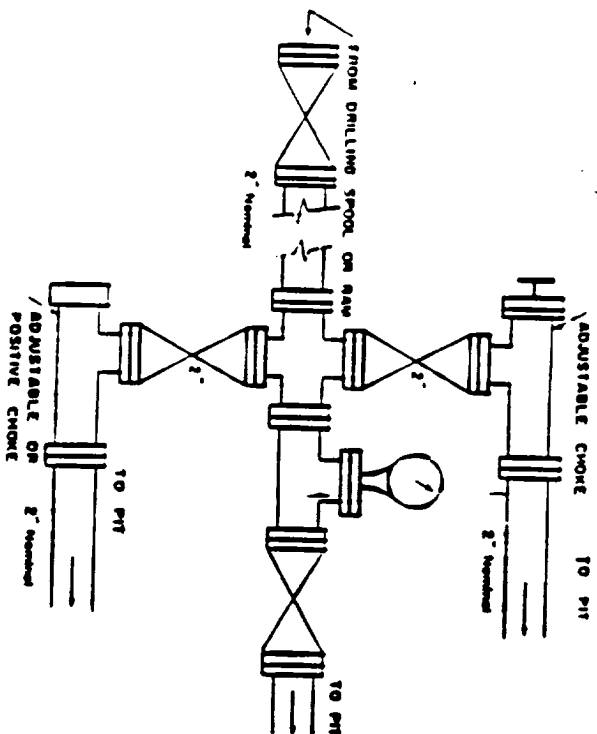 FROM DRILLING SPOOL OR RAM
2" Nominal
ADJUSTABLE CHOKE
TO PIT
2" Nominal
2"
2"
ADJUSTABLE OR
POSITIVE CHOKE
TO PIT
2" Nominal
TO PIT